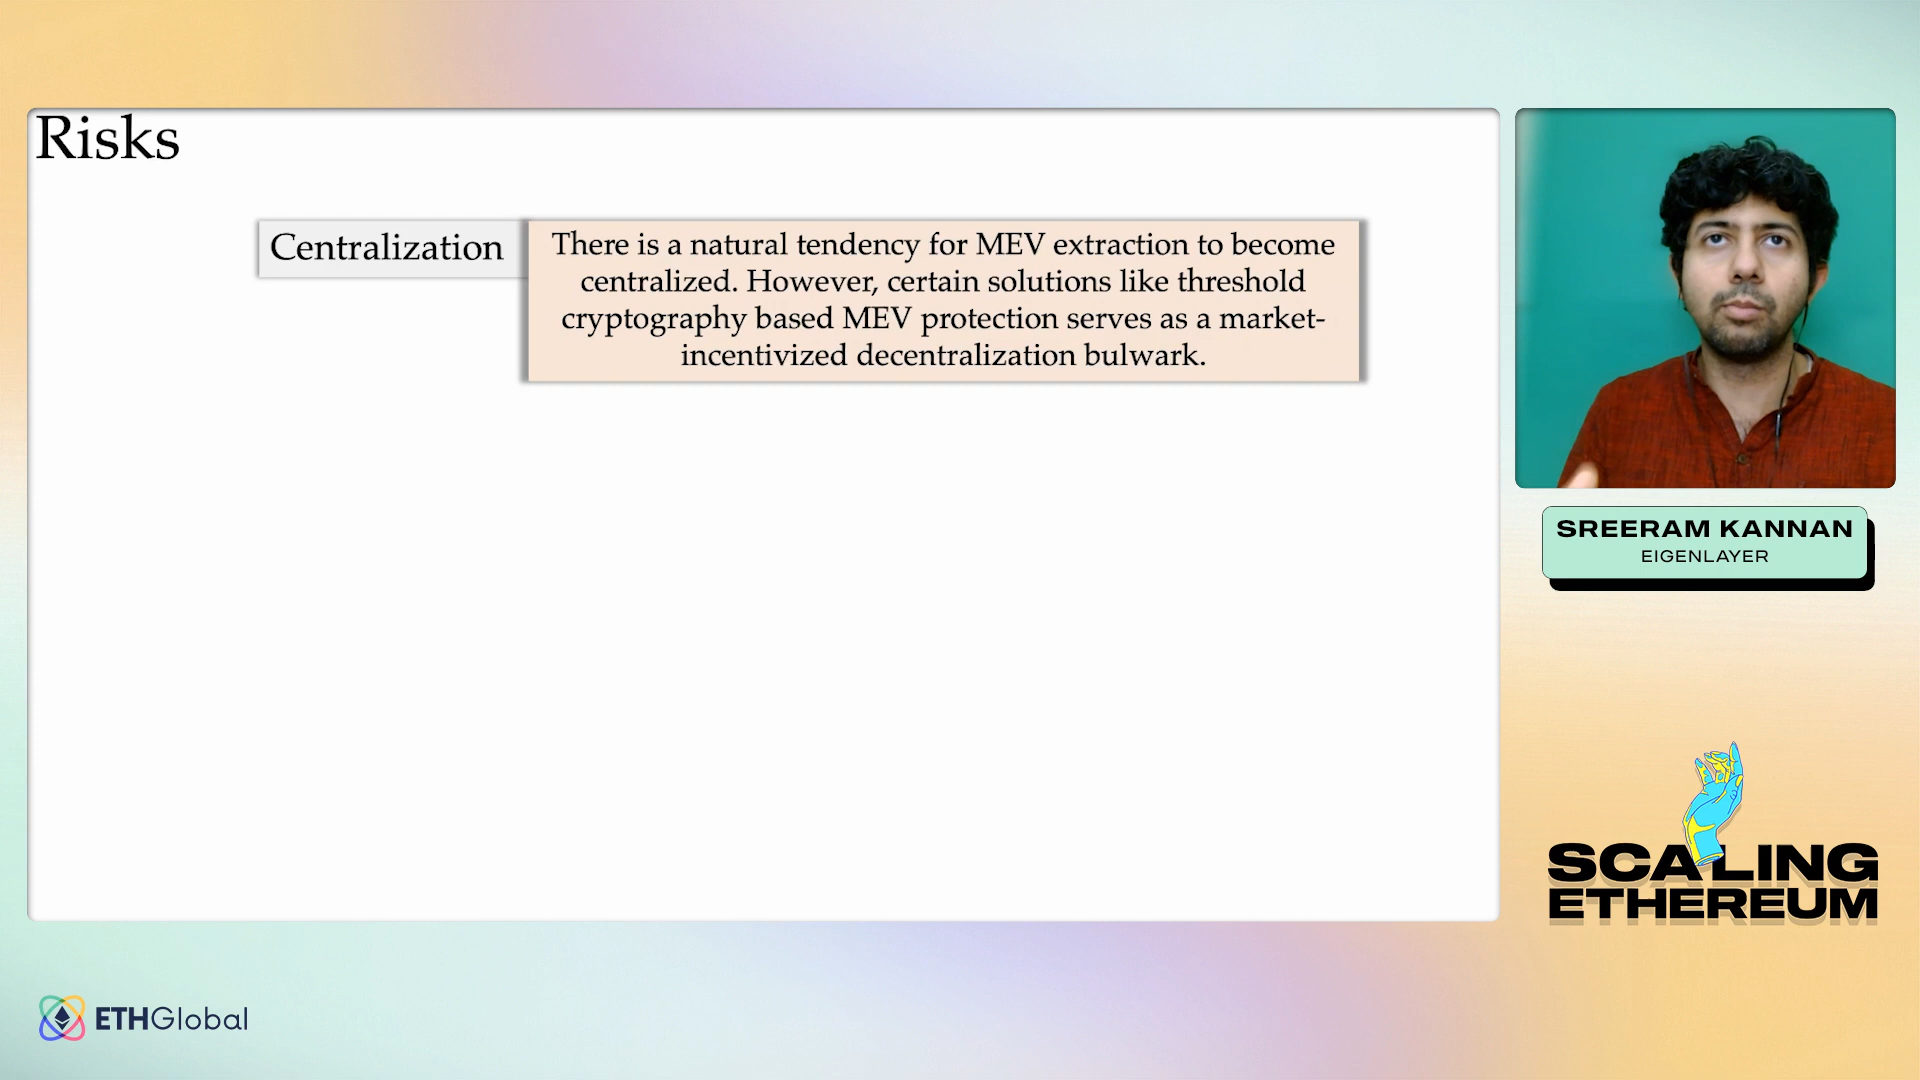 Risks
Centralization
There is a natural tendency for MEV extraction to become
centralized. However, certain solutions like threshold
cryptography based MEV protection serves as a market-
incentivized decentralization bulwark.
SREERAM KANNAN
EIGENLAYER
SCALING
ETHEREUM
ETHGlobal